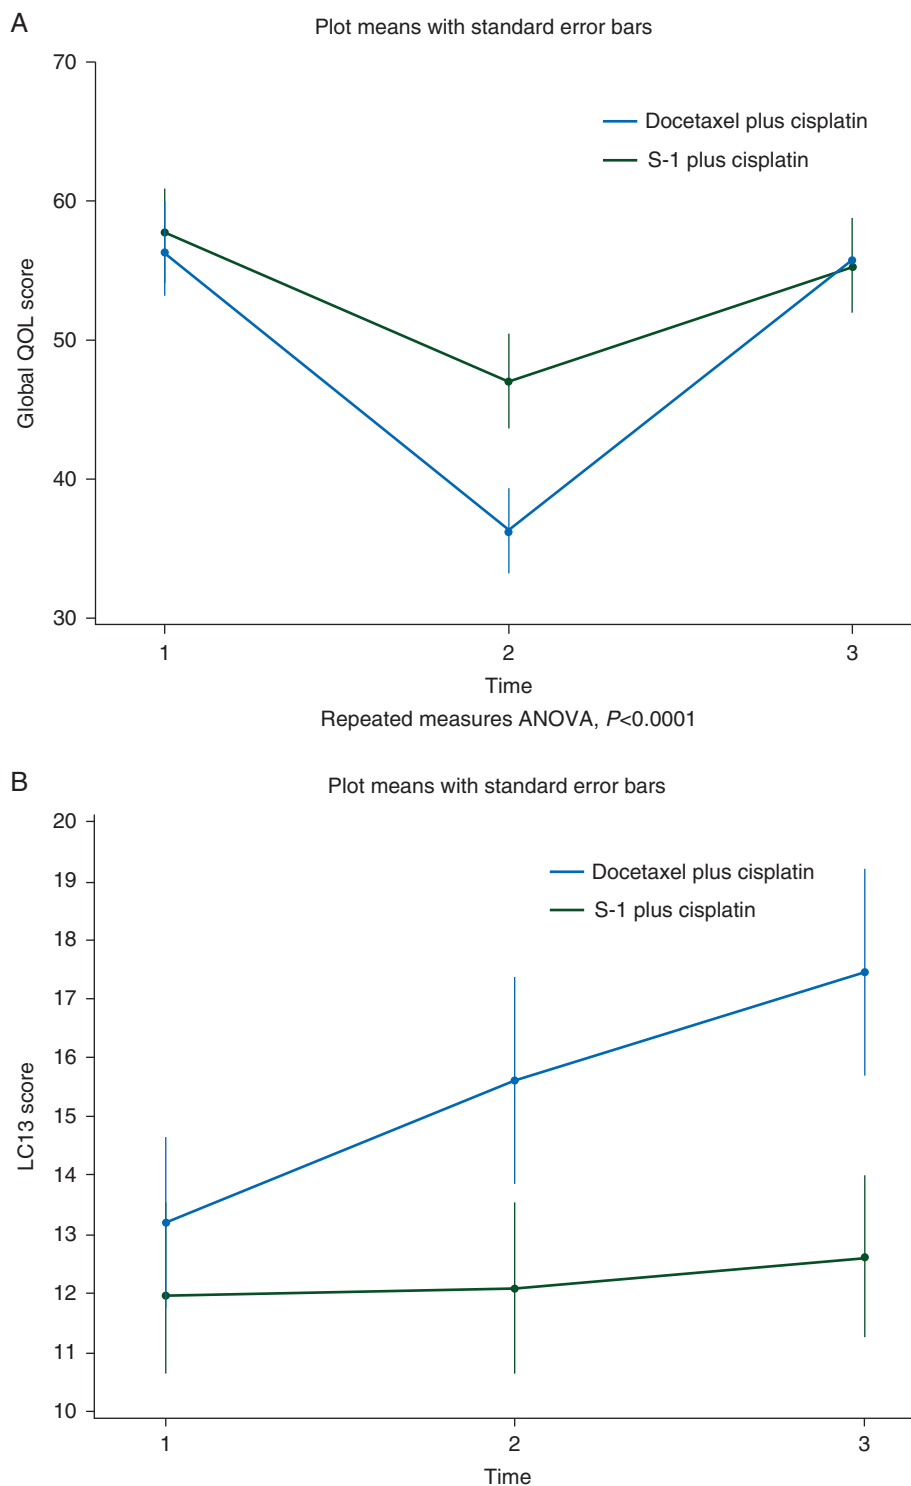 A
Plot means with standard error bars
70
60
50
40
30
Global QOL score
Docetaxel plus cisplatin
S-1 plus cisplatin
1 2 3
Time
Repeated measures ANOVA, P<0.0001
B
Plot means with standard error bars
20
19
18
17
16
15
14
13
12
11
10
LC13 score
Docetaxel plus cisplatin
S-1 plus cisplatin
1 2 3
Time